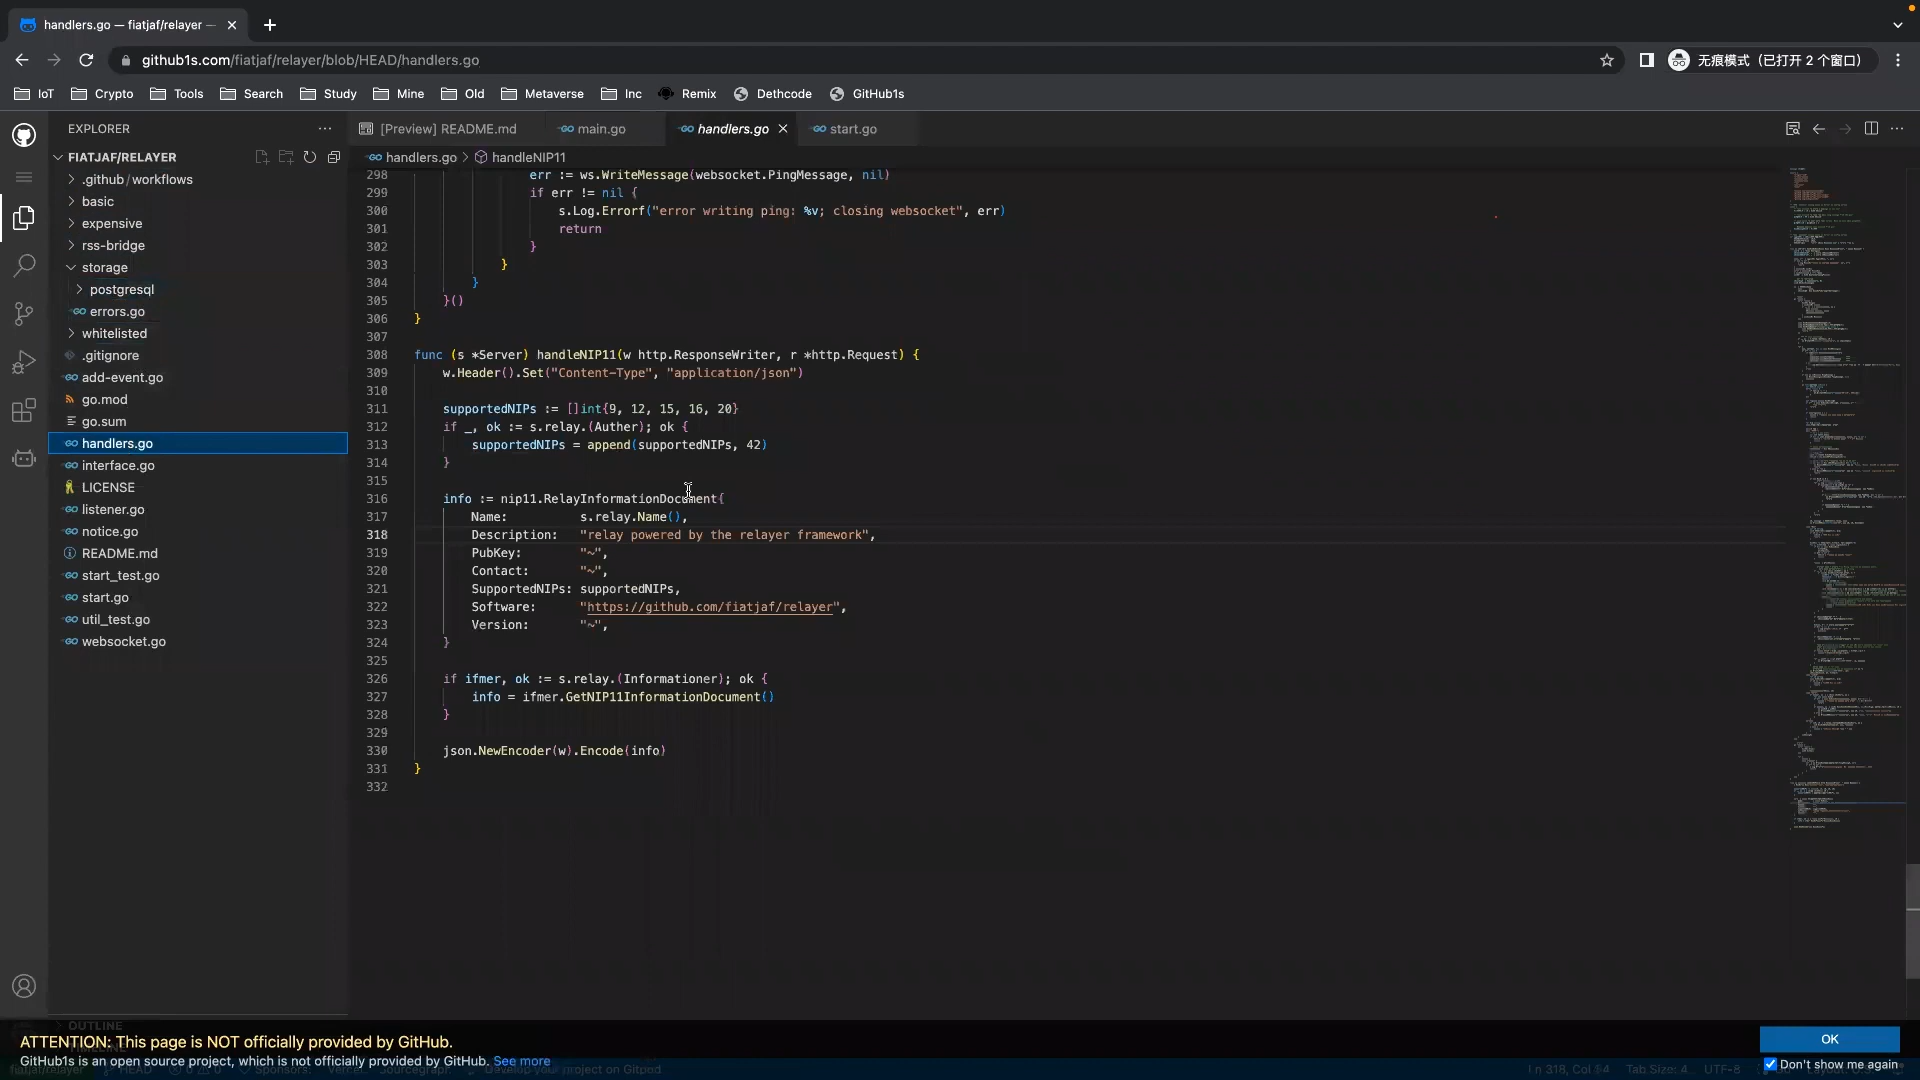 handlers.go — fiatjaf/relayer —
github1s.com/fiatjaf/relayer/blob/HEAD/handlers.go
无痕模式（已打开 2 个窗口）
IoT Crypto Tools Search Study Mine Old Metaverse Inc Remix Dethcode GitHub1s
EXPLORER
FIATJAF/RELAYER
.github/workflows
basic
expensive
rss-bridge
storage
postgresql
errors.go
whitelisted
.gitignore
add-event.go
go.mod
go.sum
handlers.go
interface.go
LICENSE
listener.go
notice.go
README.md
start_test.go
start.go
util_test.go
websocket.go
OUTLINE
[Preview] README.md main.go handlers.go start.go
handlers.go > handleNIP11
298 err := ws.WriteMessage(websocket.PingMessage, nil)
299 if err != nil {
300 s.Log.Errorf("error writing ping: %v; closing websocket", err)
301 return
302 }
303 }
304 }
305 }()
306 }
307
308 func (s *Server) handleNIP11(w http.ResponseWriter, r *http.Request) {
309 w.Header().Set("Content-Type", "application/json")
310
311 supportedNIPs := []int{9, 12, 15, 16, 20}
312 if _, ok := s.relay.(Auther); ok {
313 supportedNIPs = append(supportedNIPs, 42)
314 }
315
316 info := nip11.RelayInformationDocument{
317 Name: s.relay.Name(),
318 Description: "relay powered by the relayer framework",
319 PubKey: "~",
320 Contact: "~",
321 SupportedNIPs: supportedNIPs,
322 Software: "https://github.com/fiatjaf/relayer",
323 Version: "~",
324 }
325
326 if ifmer, ok := s.relay.(Informationer); ok {
327 info = ifmer.GetNIP11InformationDocument()
328 }
329
330 json.NewEncoder(w).Encode(info)
331 }
332
ATTENTION: This page is NOT officially provided by GitHub.
GitHub1s is an open source project, which is not officially provided by GitHub. See more
OK
Don't show me again